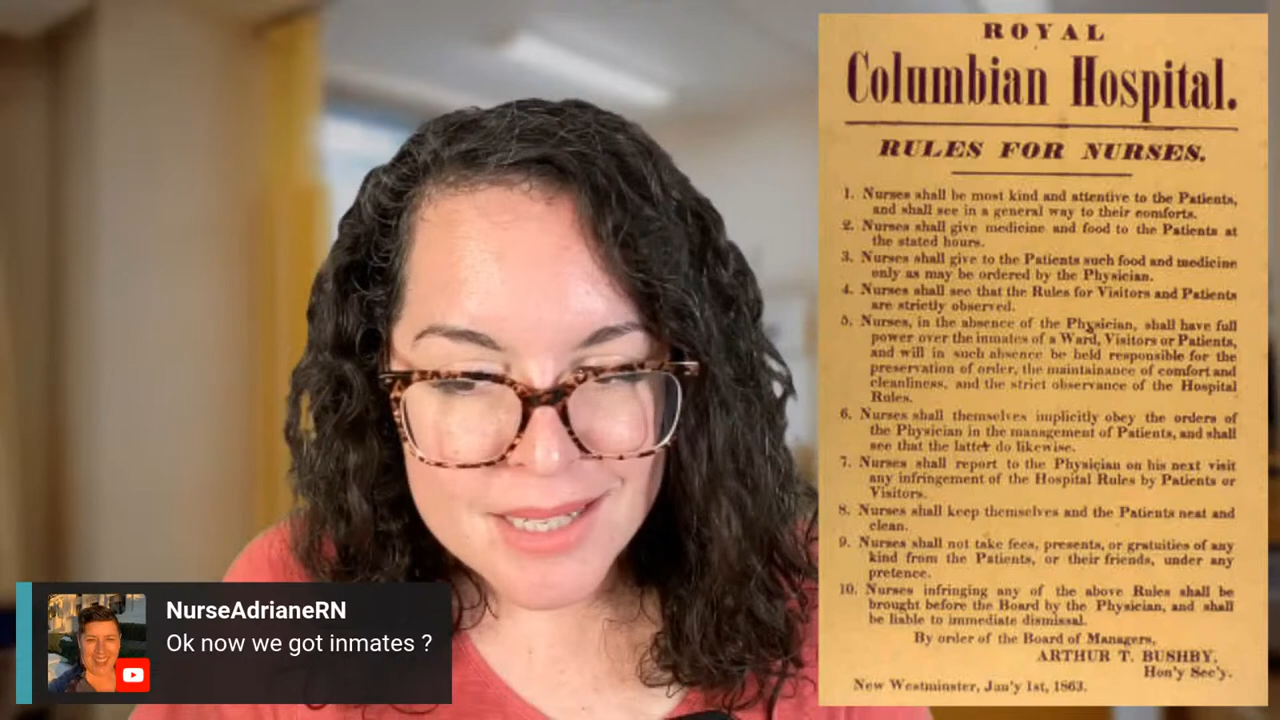 ROYAL
Columbian Hospital.
RULES FOR NURSES.
1. Nurses shall be most kind and attentive to the Patients,
and shall see in a general way to their comforts.
2. Nurses shall give medicine and food to the Patients at
the stated hours.
3. Nurses shall give to the Patients such food and medicine
only as may be ordered by the Physician.
4. Nurses shall see that the Rules for Visitors and Patients
are strictly observed.
5. Nurses, in the absence of the Physician, shall have full
power over the inmates of a Ward, Visitors or Patients,
and will in such absence be held responsible for the
preservation of order, the maintainance of comfort and
cleanliness, and the strict observance of the Hospital
Rules.
6. Nurses shall themselves implicitly obey the orders of
the Physician in the management of Patients, and shall
see that the latter do likewise.
7. Nurses shall report to the Physician on his next visit
any infringement of the Hospital Rules by Patients or
Visitors.
8. Nurses shall keep themselves and the Patients neat and
clean.
9. Nurses shall not take fees, presents, or gratuities of any
kind from the Patients, or their friends, under any
pretence.
10. Nurses infringing any of the above Rules shall be
brought before the Board by the Physician, and shall
be liable to immediate dismissal.
By order of the Board of Managers,
ARTHUR T. BUSHBY,
Hon'y Sec'y.
New Westminster, Jan'y 1st, 1863.
NurseAdrianeRN
Ok now we got inmates ?